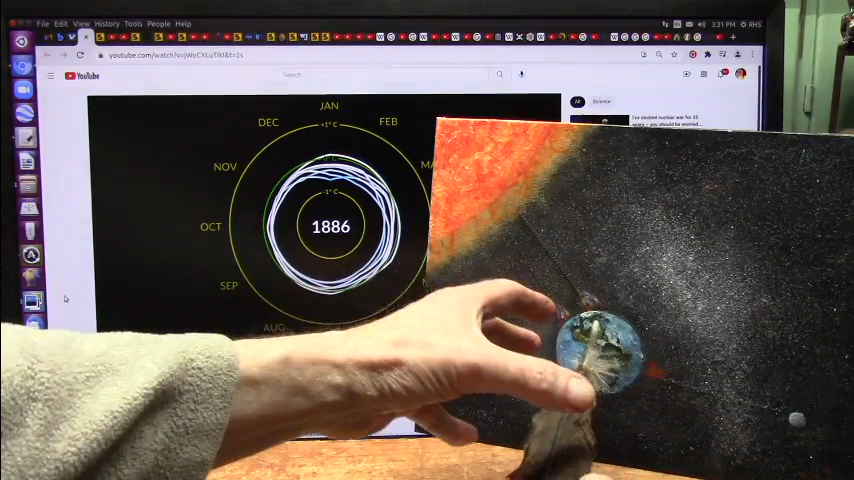 File Edit View History Tools People Help
3:31 PM RHS
youtube.com/watch?v=jWoCXLuTIkI&t=2s
YouTube
Search
All Science
I've studied nuclear war for 35
years – you should be worried...
JAN
DEC FEB
+1° C
NOV
0° C
-1° C
OCT 1886
SEP
AUG